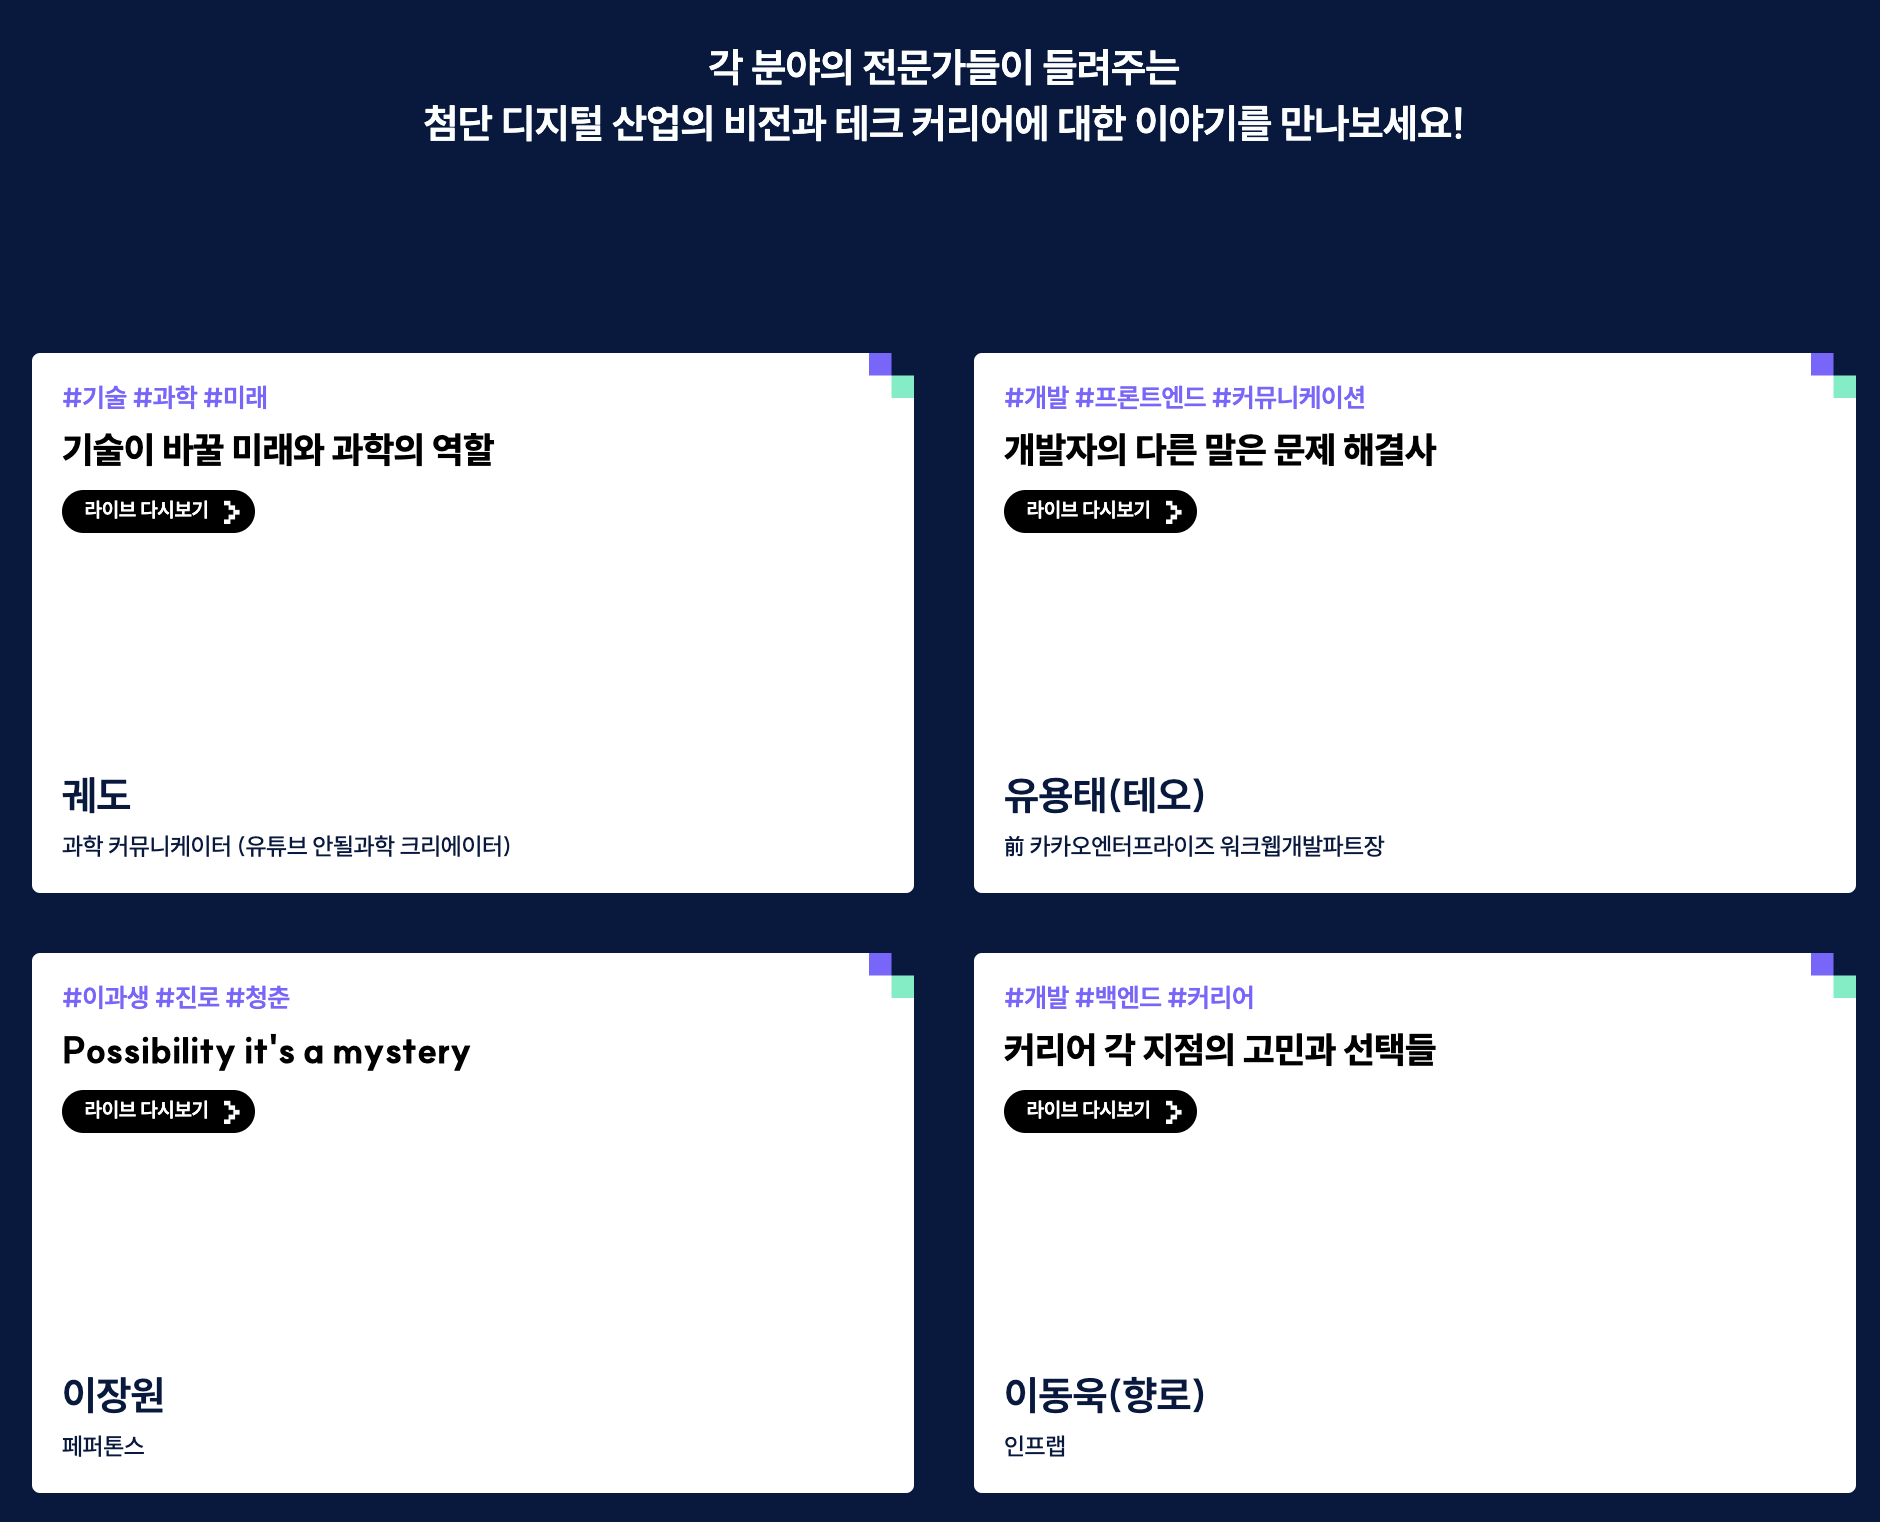 각 분야의 전문가들이 들려주는
첨단 디지털 산업의 비전과 테크 커리어에 대한 이야기를 만나보세요!
#기술 #과학 #미래
기술이 바꿀 미래와 과학의 역할
라이브 다시보기
궤도
과학 커뮤니케이터 (유튜브 안될과학 크리에이터)
#개발 #프론트엔드 #커뮤니케이션
개발자의 다른 말은 문제 해결사
라이브 다시보기
유용태(테오)
前 카카오엔터프라이즈 워크웹개발파트장
#이과생 #진로 #청춘
Possibility it's a mystery
라이브 다시보기
이장원
페퍼톤스
#개발 #백엔드 #커리어
커리어 각 지점의 고민과 선택들
라이브 다시보기
이동욱(향로)
인프랩